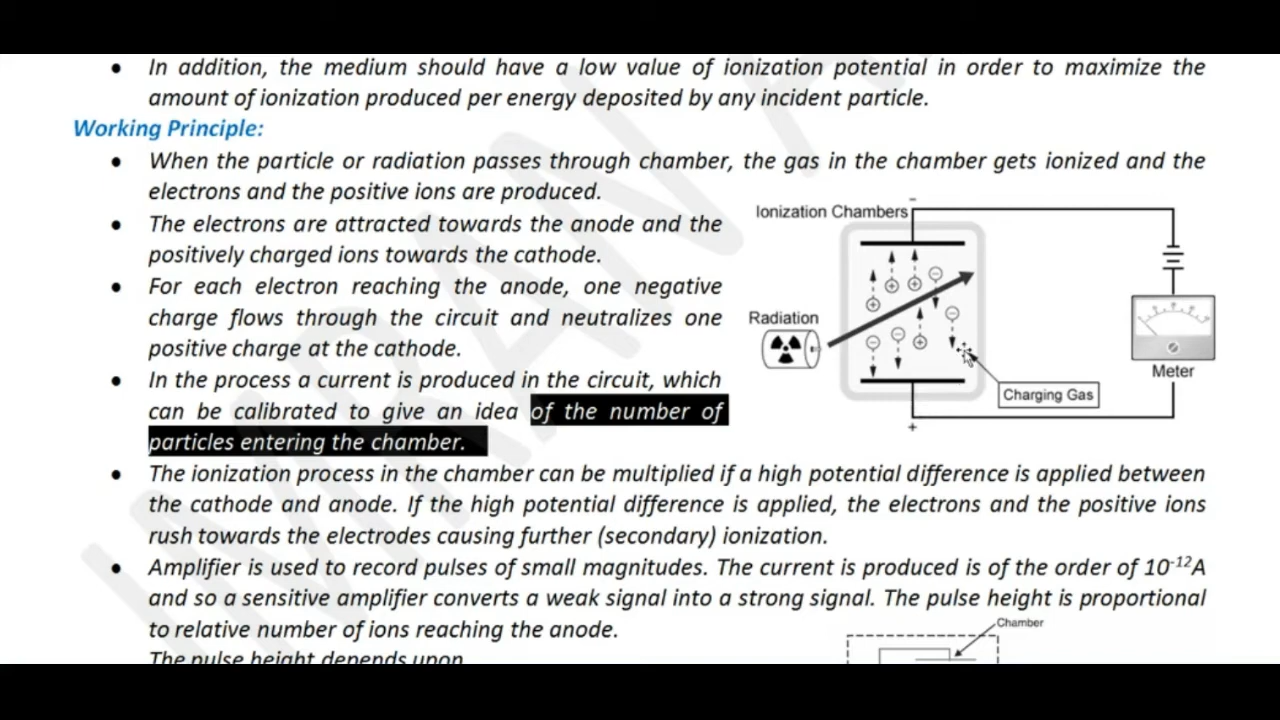 In addition, the medium should have a low value of ionization potential in order to maximize the
amount of ionization produced per energy deposited by any incident particle.
Working Principle:
When the particle or radiation passes through chamber, the gas in the chamber gets ionized and the
electrons and the positive ions are produced.
The electrons are attracted towards the anode and the
positively charged ions towards the cathode.
For each electron reaching the anode, one negative
charge flows through the circuit and neutralizes one
positive charge at the cathode.
In the process a current is produced in the circuit, which
can be calibrated to give an idea of the number of
particles entering the chamber.
Ionization Chambers
Radiation
Meter
Charging Gas
The ionization process in the chamber can be multiplied if a high potential difference is applied between
the cathode and anode. If the high potential difference is applied, the electrons and the positive ions
rush towards the electrodes causing further (secondary) ionization.
Amplifier is used to record pulses of small magnitudes. The current is produced is of the order of 10⁻¹²A
and so a sensitive amplifier converts a weak signal into a strong signal. The pulse height is proportional
to relative number of ions reaching the anode.
Chamber
The pulse height depends upon